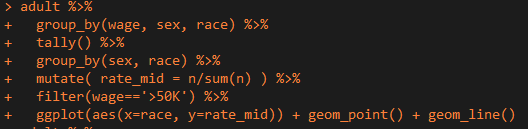 > adult %>%
+   group_by(wage, sex, race) %>%
+   tally() %>%
+   group_by(sex, race) %>%
+   mutate( rate_mid = n/sum(n) ) %>%
+   filter(wage=='>50K') %>%
+   ggplot(aes(x=race, y=rate_mid)) + geom_point() + geom_line()